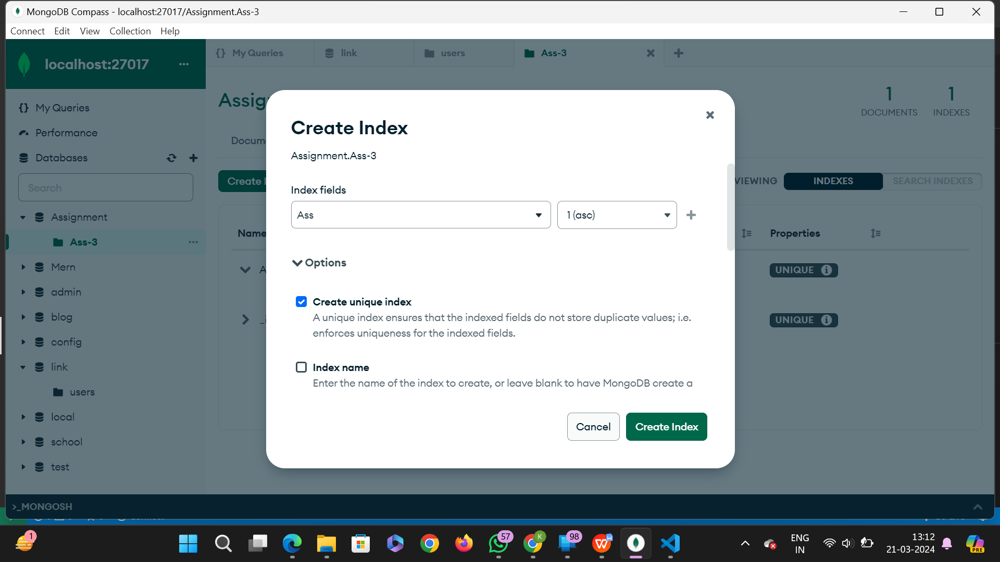 MongoDB Compass - localhost:27017/Assignment.Ass-3
Connect Edit View Collection Help
localhost:27017
My Queries
link
users
Ass-3
Assig
1
DOCUMENTS
1
INDEXES
My Queries
Performance
Databases
Search
Assignment
Ass-3
Mern
admin
blog
config
link
users
local
school
test
Docum
Create I
VIEWING
INDEXES
SEARCH INDEXES
Name
Properties
A
UNIQUE
UNIQUE
Create Index
Assignment.Ass-3
Index fields
Ass
1 (asc)
Options
Create unique index
A unique index ensures that the indexed fields do not store duplicate values; i.e.
enforces uniqueness for the indexed fields.
Index name
Enter the name of the index to create, or leave blank to have MongoDB create a
Cancel
Create Index
>_MONGOSH
1
57
K
98
W
ENG
IN
13:12
21-03-2024
PRE